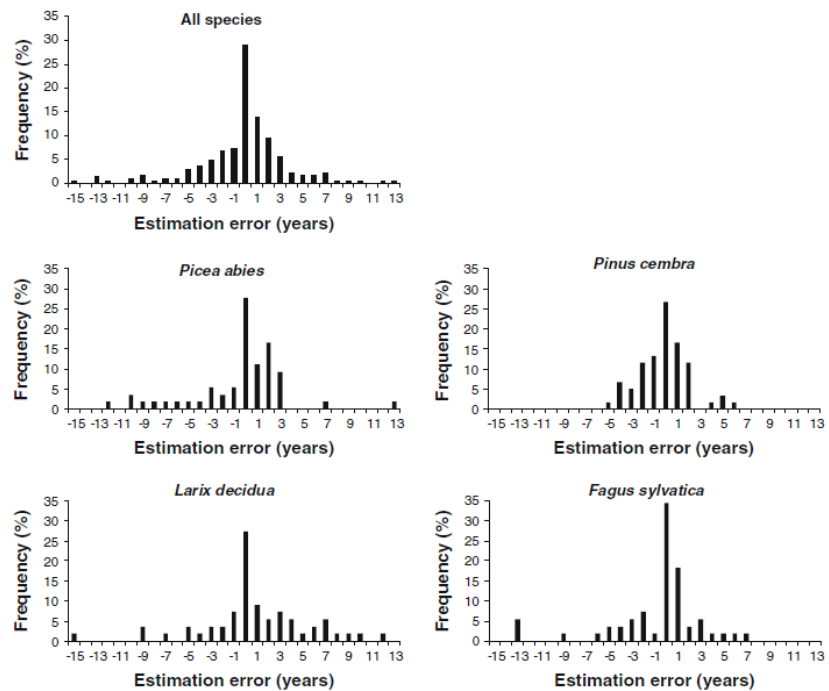 All species
Frequency (%)
35
30
25
20
15
10
5
0
-15 -13 -11 -9 -7 -5 -3 -1 1 3 5 7 9 11 13
Estimation error (years)
Picea abies
Frequency (%)
35
30
25
20
15
10
5
0
-15 -13 -11 -9 -7 -5 -3 -1 1 3 5 7 9 11 13
Estimation error (years)
Pinus cembra
Frequency (%)
35
30
25
20
15
10
5
0
-15 -13 -11 -9 -7 -5 -3 -1 1 3 5 7 9 11 13
Estimation error (years)
Larix decidua
Frequency (%)
35
30
25
20
15
10
5
0
-15 -13 -11 -9 -7 -5 -3 -1 1 3 5 7 9 11 13
Estimation error (years)
Fagus sylvatica
Frequency (%)
35
30
25
20
15
10
5
0
-15 -13 -11 -9 -7 -5 -3 -1 1 3 5 7 9 11 13
Estimation error (years)